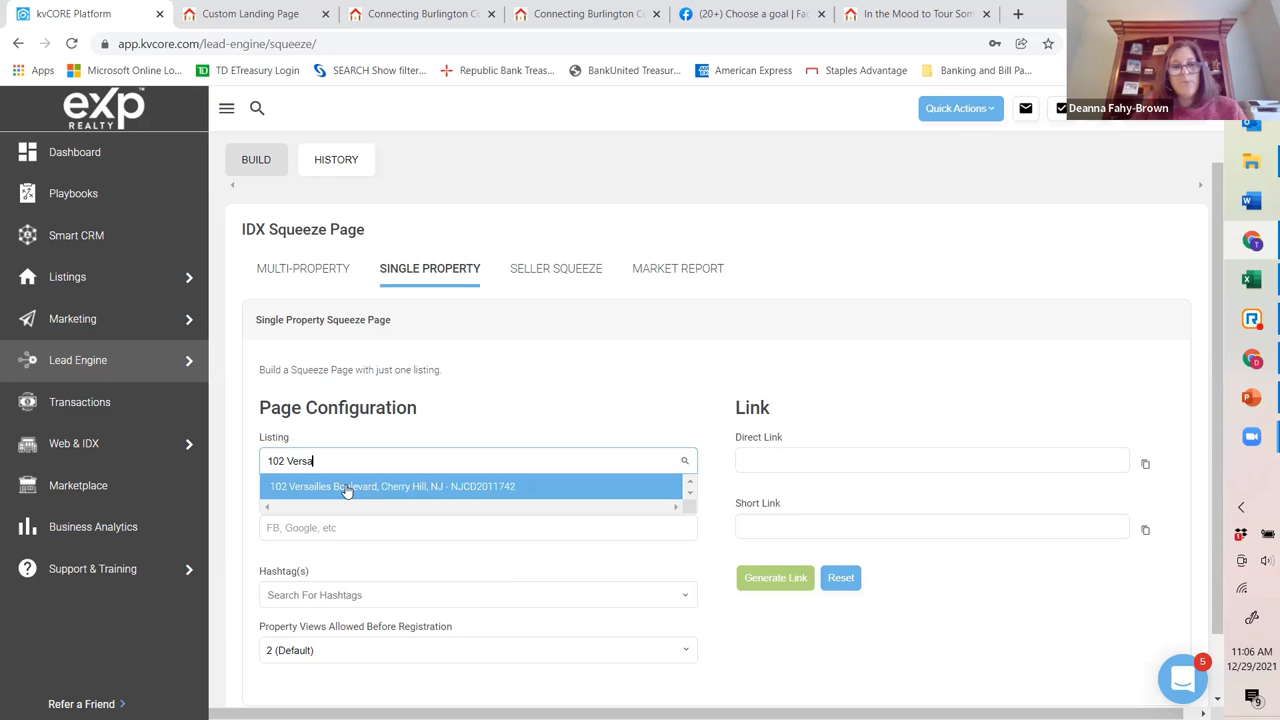 kvCORE Platform
Custom Landing Page
Connecting Burlington C
Connecting Burlington C
(20+) Choose a goal | Fac
In the Mood to Tour Som
app.kvcore.com/lead-engine/squeeze/
Apps
Microsoft Online Lo...
TD ETreasury Login
SEARCH Show filter...
Republic Bank Treas...
BankUnited Treasur...
American Express
Staples Advantage
Banking and Bill Pa...
Deanna Fahy-Brown
eXp
REALTY
Quick Actions
Dashboard
Playbooks
Smart CRM
Listings
Marketing
Lead Engine
Transactions
Web & IDX
Marketplace
Business Analytics
Support & Training
Refer a Friend
BUILD
HISTORY
IDX Squeeze Page
MULTI-PROPERTY
SINGLE PROPERTY
SELLER SQUEEZE
MARKET REPORT
Single Property Squeeze Page
Build a Squeeze Page with just one listing.
Page Configuration
Listing
102 Versa
102 Versailles Boulevard, Cherry Hill, NJ - NJCD2011742
FB, Google, etc
Hashtag(s)
Search For Hashtags
Property Views Allowed Before Registration
2 (Default)
Link
Direct Link
Short Link
Generate Link
Reset
5
11:06 AM
12/29/2021
9